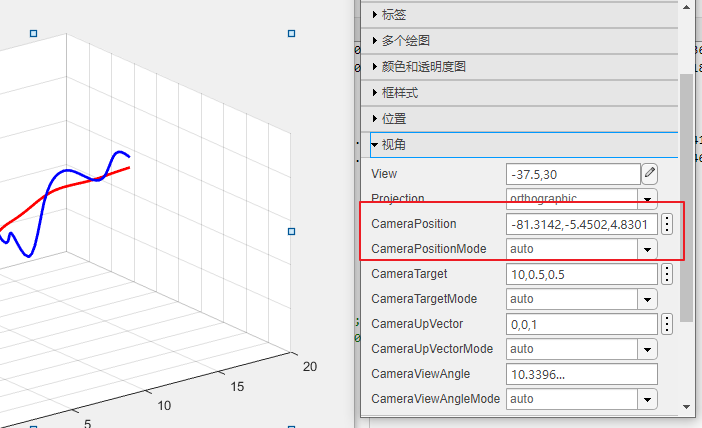 标签
多个绘图
颜色和透明度图
框样式
位置
视角
View -37.5,30
Projection orthographic
CameraPosition -81.3142,-5.4502,4.8301
CameraPositionMode auto
CameraTarget 10,0.5,0.5
CameraTargetMode auto
CameraUpVector 0,0,1
CameraUpVectorMode auto
CameraViewAngle 10.3396...
CameraViewAngleMode auto
5
10
15
20